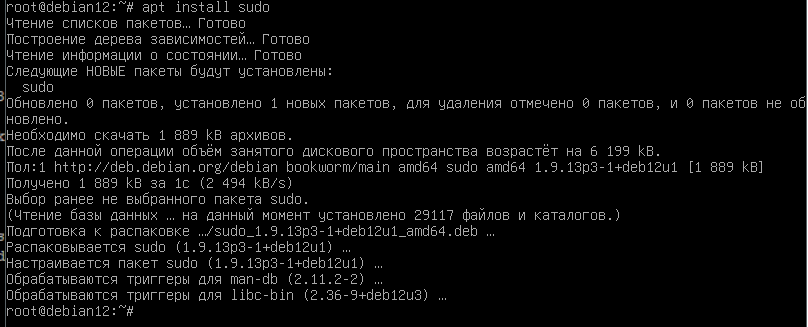 root@debian12:~# apt install sudo
Чтение списков пакетов… Готово
Построение дерева зависимостей… Готово
Чтение информации о состоянии… Готово
Следующие НОВЫЕ пакеты будут установлены:
  sudo
Обновлено 0 пакетов, установлено 1 новых пакетов, для удаления отмечено 0 пакетов, и 0 пакетов не об
новлено.
Необходимо скачать 1 889 kB архивов.
После данной операции объём занятого дискового пространства возрастёт на 6 199 kB.
Пол:1 http://deb.debian.org/debian bookworm/main amd64 sudo amd64 1.9.13p3-1+deb12u1 [1 889 kB]
Получено 1 889 kB за 1с (2 494 kB/s)
Выбор ранее не выбранного пакета sudo.
(Чтение базы данных … на данный момент установлено 29117 файлов и каталогов.)
Подготовка к распаковке …/sudo_1.9.13p3-1+deb12u1_amd64.deb …
Распаковывается sudo (1.9.13p3-1+deb12u1) …
Настраивается пакет sudo (1.9.13p3-1+deb12u1) …
Обрабатываются триггеры для man-db (2.11.2-2) …
Обрабатываются триггеры для libc-bin (2.36-9+deb12u3) …
root@debian12:~#